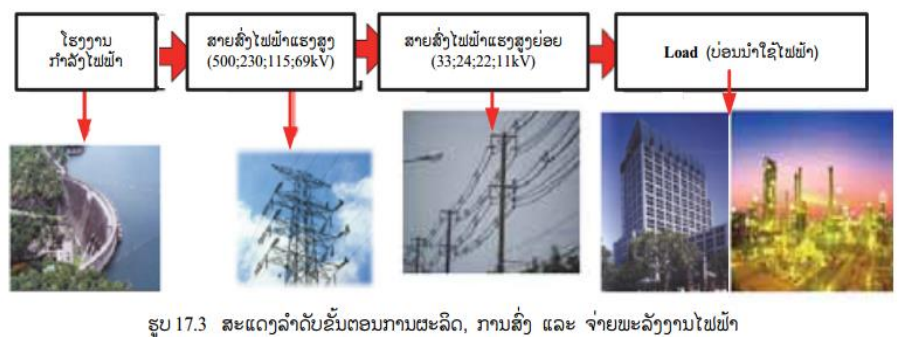 ໂຮງງານ
ກຳລັງໄຟຟ້າ
ສາຍສົ່ງໄຟຟ້າແຮງສູງ
(500;230;115;69kV)
ສາຍສົ່ງໄຟຟ້າແຮງສູງຍ່ອຍ
(33;24;22;11kV)
Load (ບ່ອນນຳໃຊ້ໄຟຟ້າ)
ຮູບ 17.3 ສະແດງລຳດັບຂັ້ນຕອນການຜະລິດ, ການສົ່ງ ແລະ ຈ່າຍພະລັງງານໄຟຟ້າ